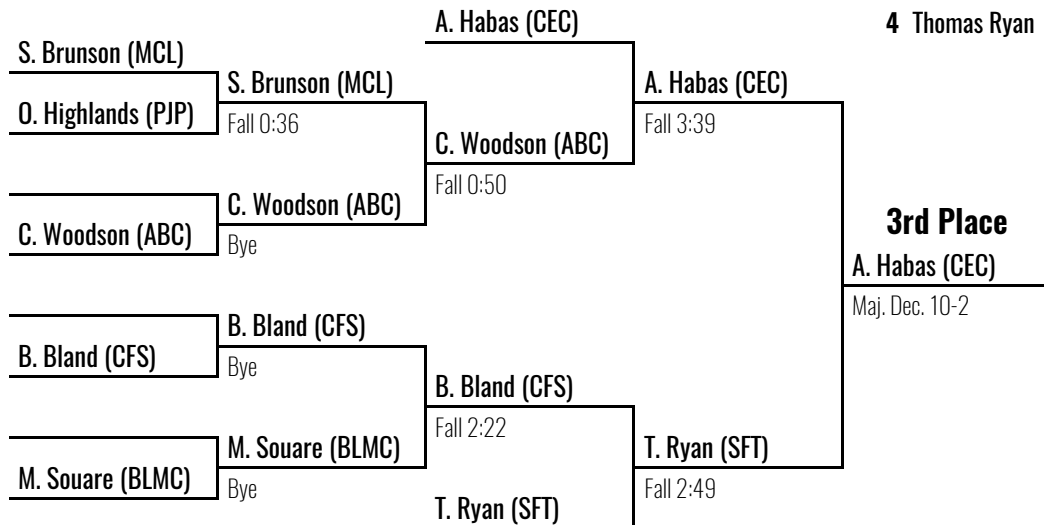 A. Habas (CEC)
4 Thomas Ryan
S. Brunson (MCL)
S. Brunson (MCL)
A. Habas (CEC)
O. Highlands (PJP)
Fall 0:36
Fall 3:39
C. Woodson (ABC)
Fall 0:50
C. Woodson (ABC)
C. Woodson (ABC)
Bye
3rd Place
A. Habas (CEC)
Maj. Dec. 10-2
B. Bland (CFS)
B. Bland (CFS)
Bye
B. Bland (CFS)
Fall 2:22
M. Souare (BLMC)
T. Ryan (SFT)
M. Souare (BLMC)
Bye
Fall 2:49
T. Ryan (SFT)